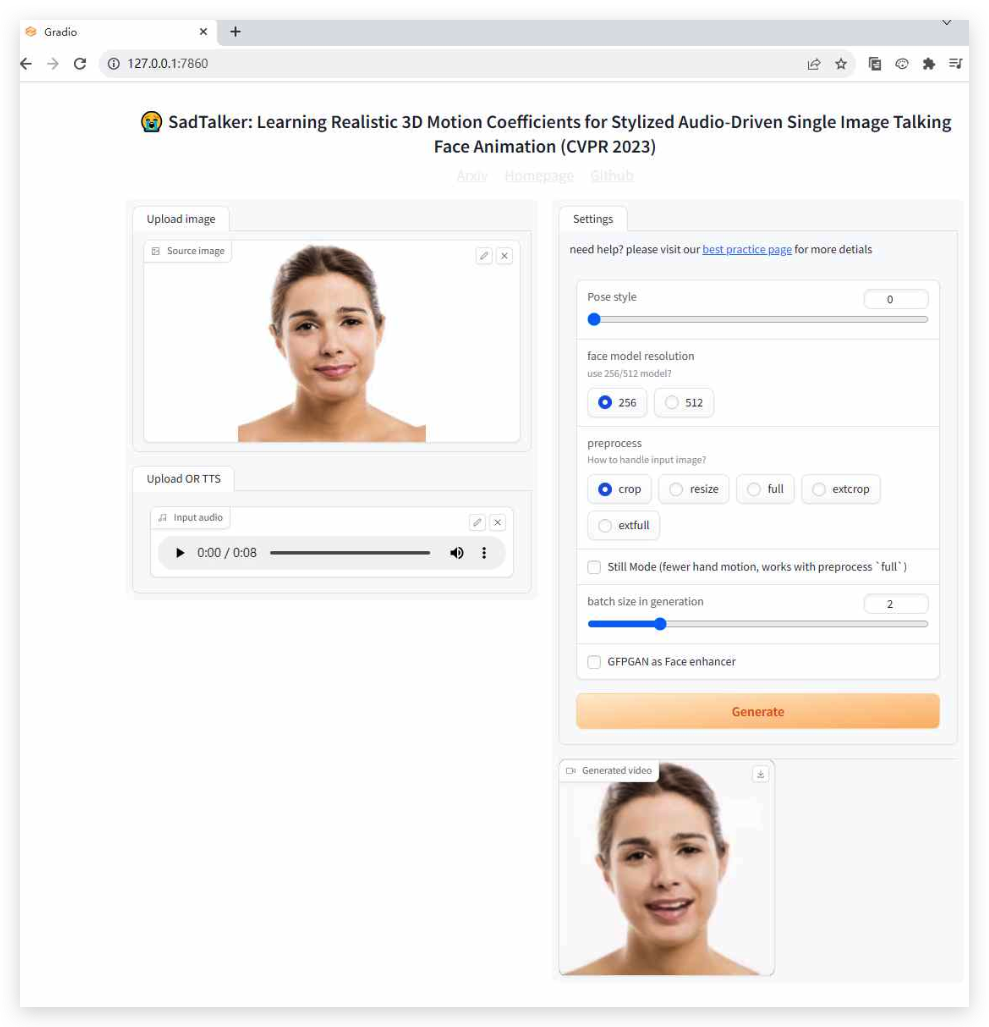 Gradio
127.0.0.1:7860
😭 SadTalker: Learning Realistic 3D Motion Coefficients for Stylized Audio-Driven Single Image Talking
Face Animation (CVPR 2023)
Arxiv Homepage Github
Upload image
Source image
Upload OR TTS
Input audio
0:00 / 0:08
Settings
need help? please visit our best practice page for more detials
Pose style
0
face model resolution
use 256/512 model?
256 512
preprocess
How to handle input image?
crop resize full extcrop
extfull
Still Mode (fewer hand motion, works with preprocess `full`)
batch size in generation
2
GFPGAN as Face enhancer
Generate
Generated video